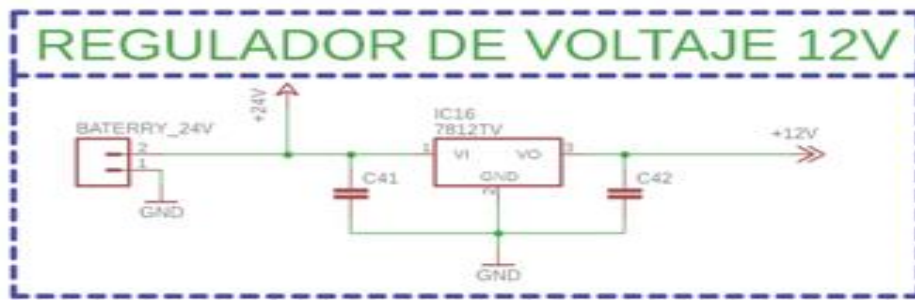 REGULADOR DE VOLTAJE 12V
+24V
IC16
7812TV
BATERRY_24V
+12V
2
1
1
VI
VO
3
C41
GND
C42
2
GND
GND